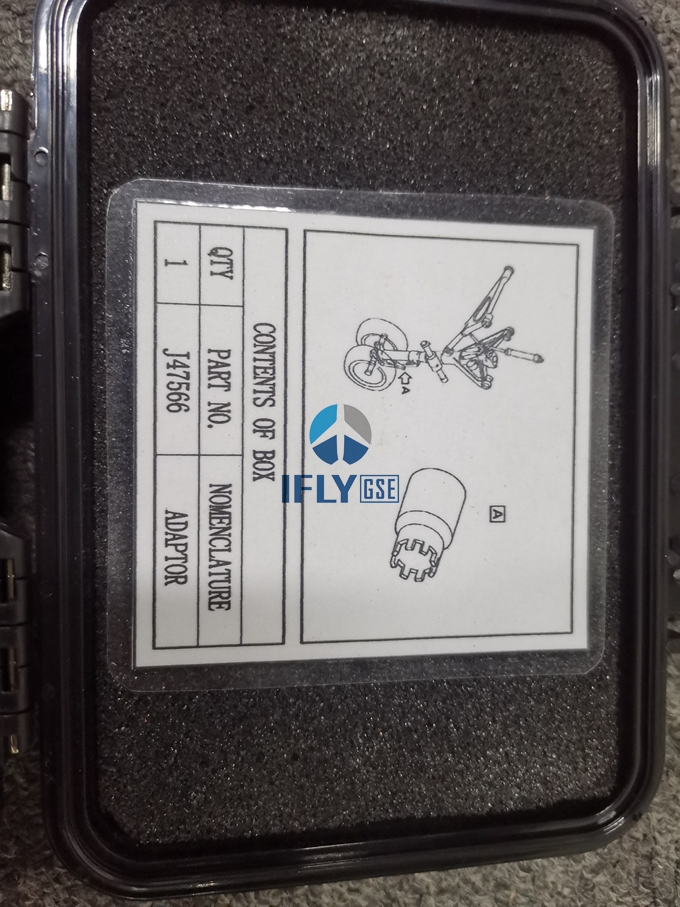 A
A
CONTENTS OF BOX
QTY PART NO. NOMENCLATURE
1 J47566 ADAPTOR
IFLY GSE